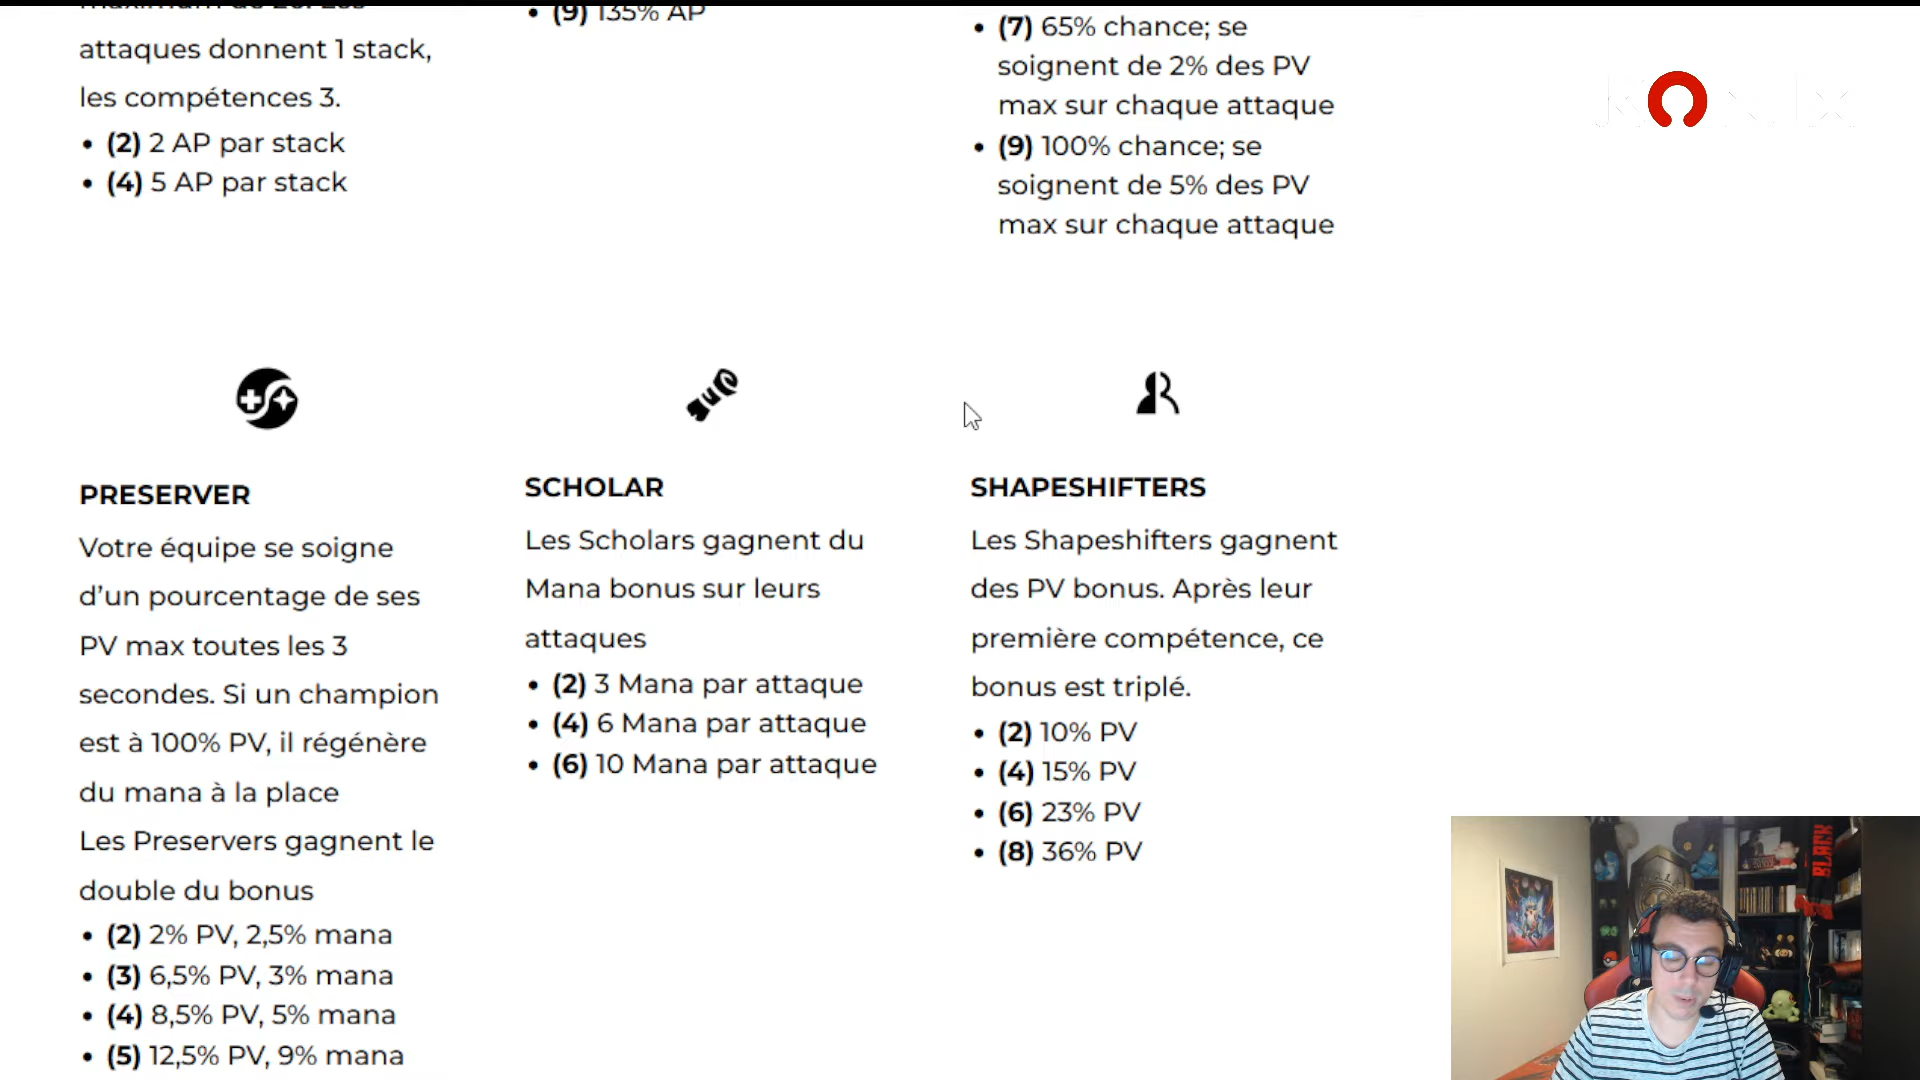 maximum de 20. Les
attaques donnent 1 stack,
les compétences 3.
• (2) 2 AP par stack
• (4) 5 AP par stack
• (9) 135% AP
• (7) 65% chance; se
soignent de 2% des PV
max sur chaque attaque
• (9) 100% chance; se
soignent de 5% des PV
max sur chaque attaque
PRESERVER
Votre équipe se soigne
d’un pourcentage de ses
PV max toutes les 3
secondes. Si un champion
est à 100% PV, il régénère
du mana à la place
Les Preservers gagnent le
double du bonus
• (2) 2% PV, 2,5% mana
• (3) 6,5% PV, 3% mana
• (4) 8,5% PV, 5% mana
• (5) 12,5% PV, 9% mana
SCHOLAR
Les Scholars gagnent du
Mana bonus sur leurs
attaques
• (2) 3 Mana par attaque
• (4) 6 Mana par attaque
• (6) 10 Mana par attaque
SHAPESHIFTERS
Les Shapeshifters gagnent
des PV bonus. Après leur
première compétence, ce
bonus est triplé.
• (2) 10% PV
• (4) 15% PV
• (6) 23% PV
• (8) 36% PV
BLACK